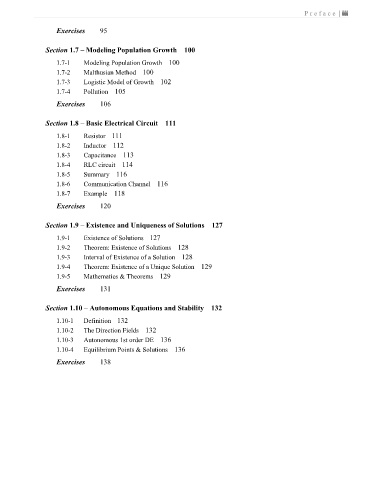 Preface |
Exercises 95
Section 1.7 – Modeling Population Growth 100
1.7-1 Modeling Population Growth 100
1.7-2 Malthusian Method 100
1.7-3 Logistic Model of Growth 102
1.7-4 Pollution 105
Exercises 106
Section 1.8 – Basic Electrical Circuit 111
1.8-1 Resistor 111
1.8-2 Inductor 112
1.8-3 Capacitance 113
1.8-4 RLC circuit 114
1.8-5 Summary 116
1.8-6 Communication Channel 116
1.8-7 Example 118
Exercises 120
Section 1.9 – Existence and Uniqueness of Solutions 127
1.9-1 Existence of Solutions 127
1.9-2 Theorem: Existence of Solutions 128
1.9-3 Interval of Existence of a Solution 128
1.9-4 Theorem: Existence of a Unique Solution 129
1.9-5 Mathematics & Theorems 129
Exercises 131
Section 1.10 – Autonomous Equations and Stability 132
1.10-1 Definition 132
1.10-2 The Direction Fields 132
1.10-3 Autonomous 1st order DE 136
1.10-4 Equilibrium Points & Solutions 136
Exercises 138